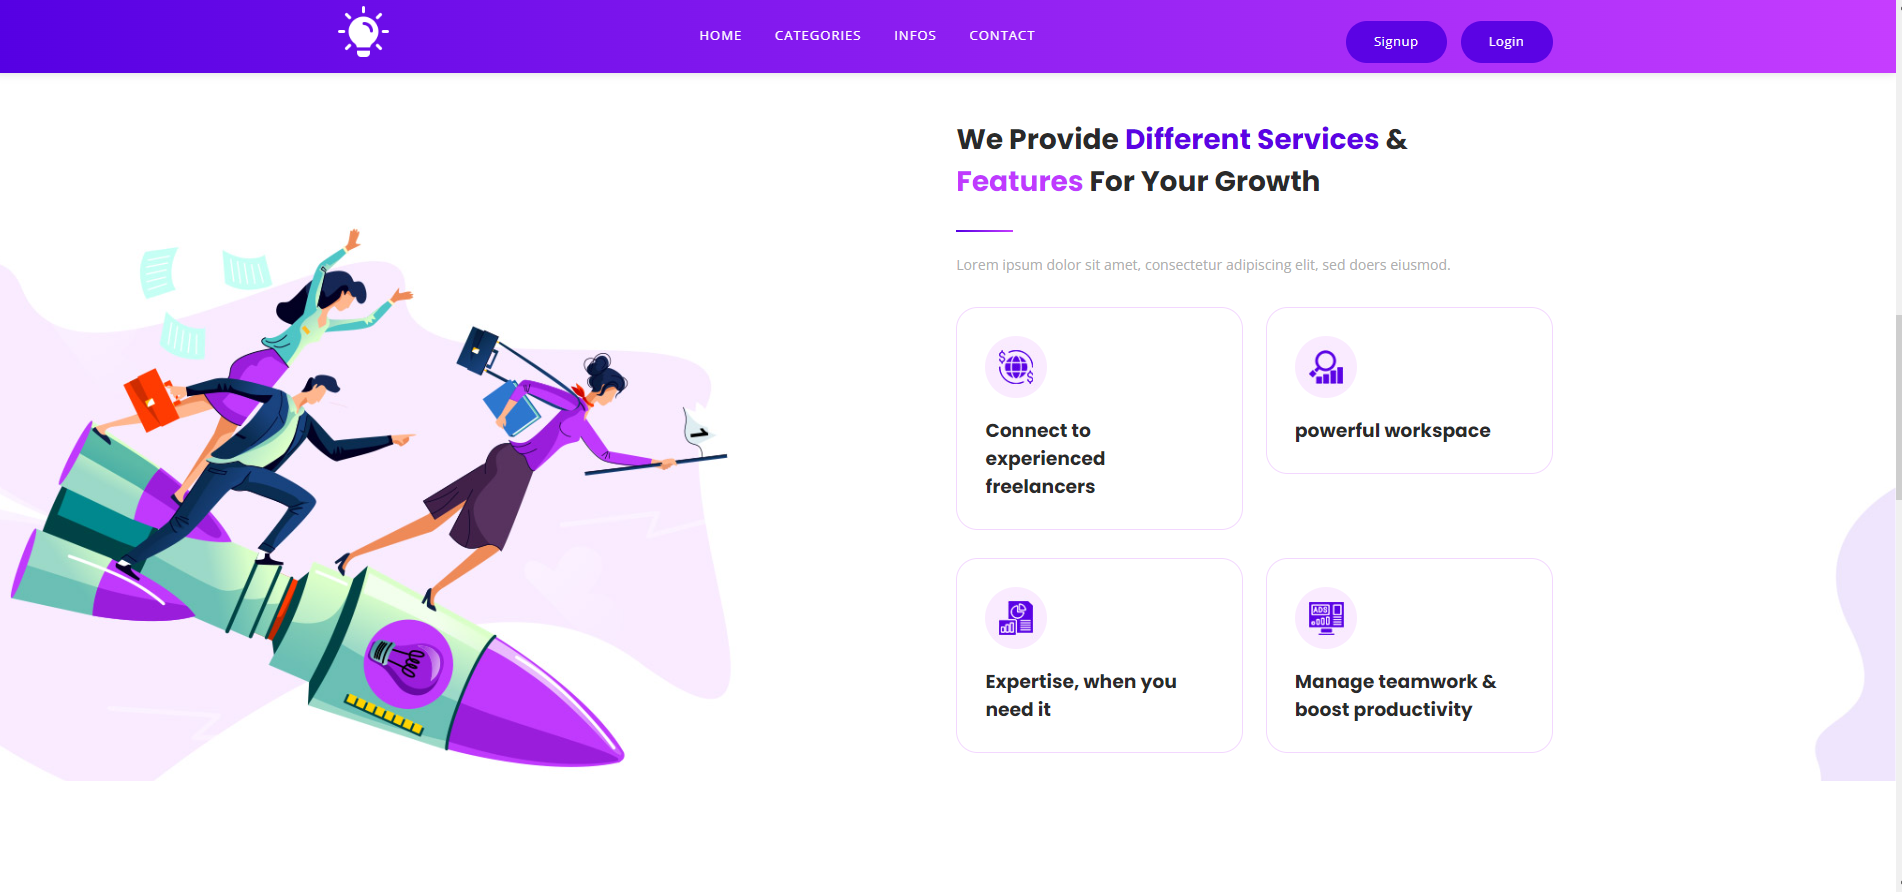 HOME CATEGORIES INFOS CONTACT Signup Login
We Provide Different Services &
Features For Your Growth
Lorem ipsum dolor sit amet, consectetur adipiscing elit, sed doers eiusmod.
Connect to
experienced
freelancers
powerful workspace
Expertise, when you
need it
ADS
Manage teamwork &
boost productivity
1